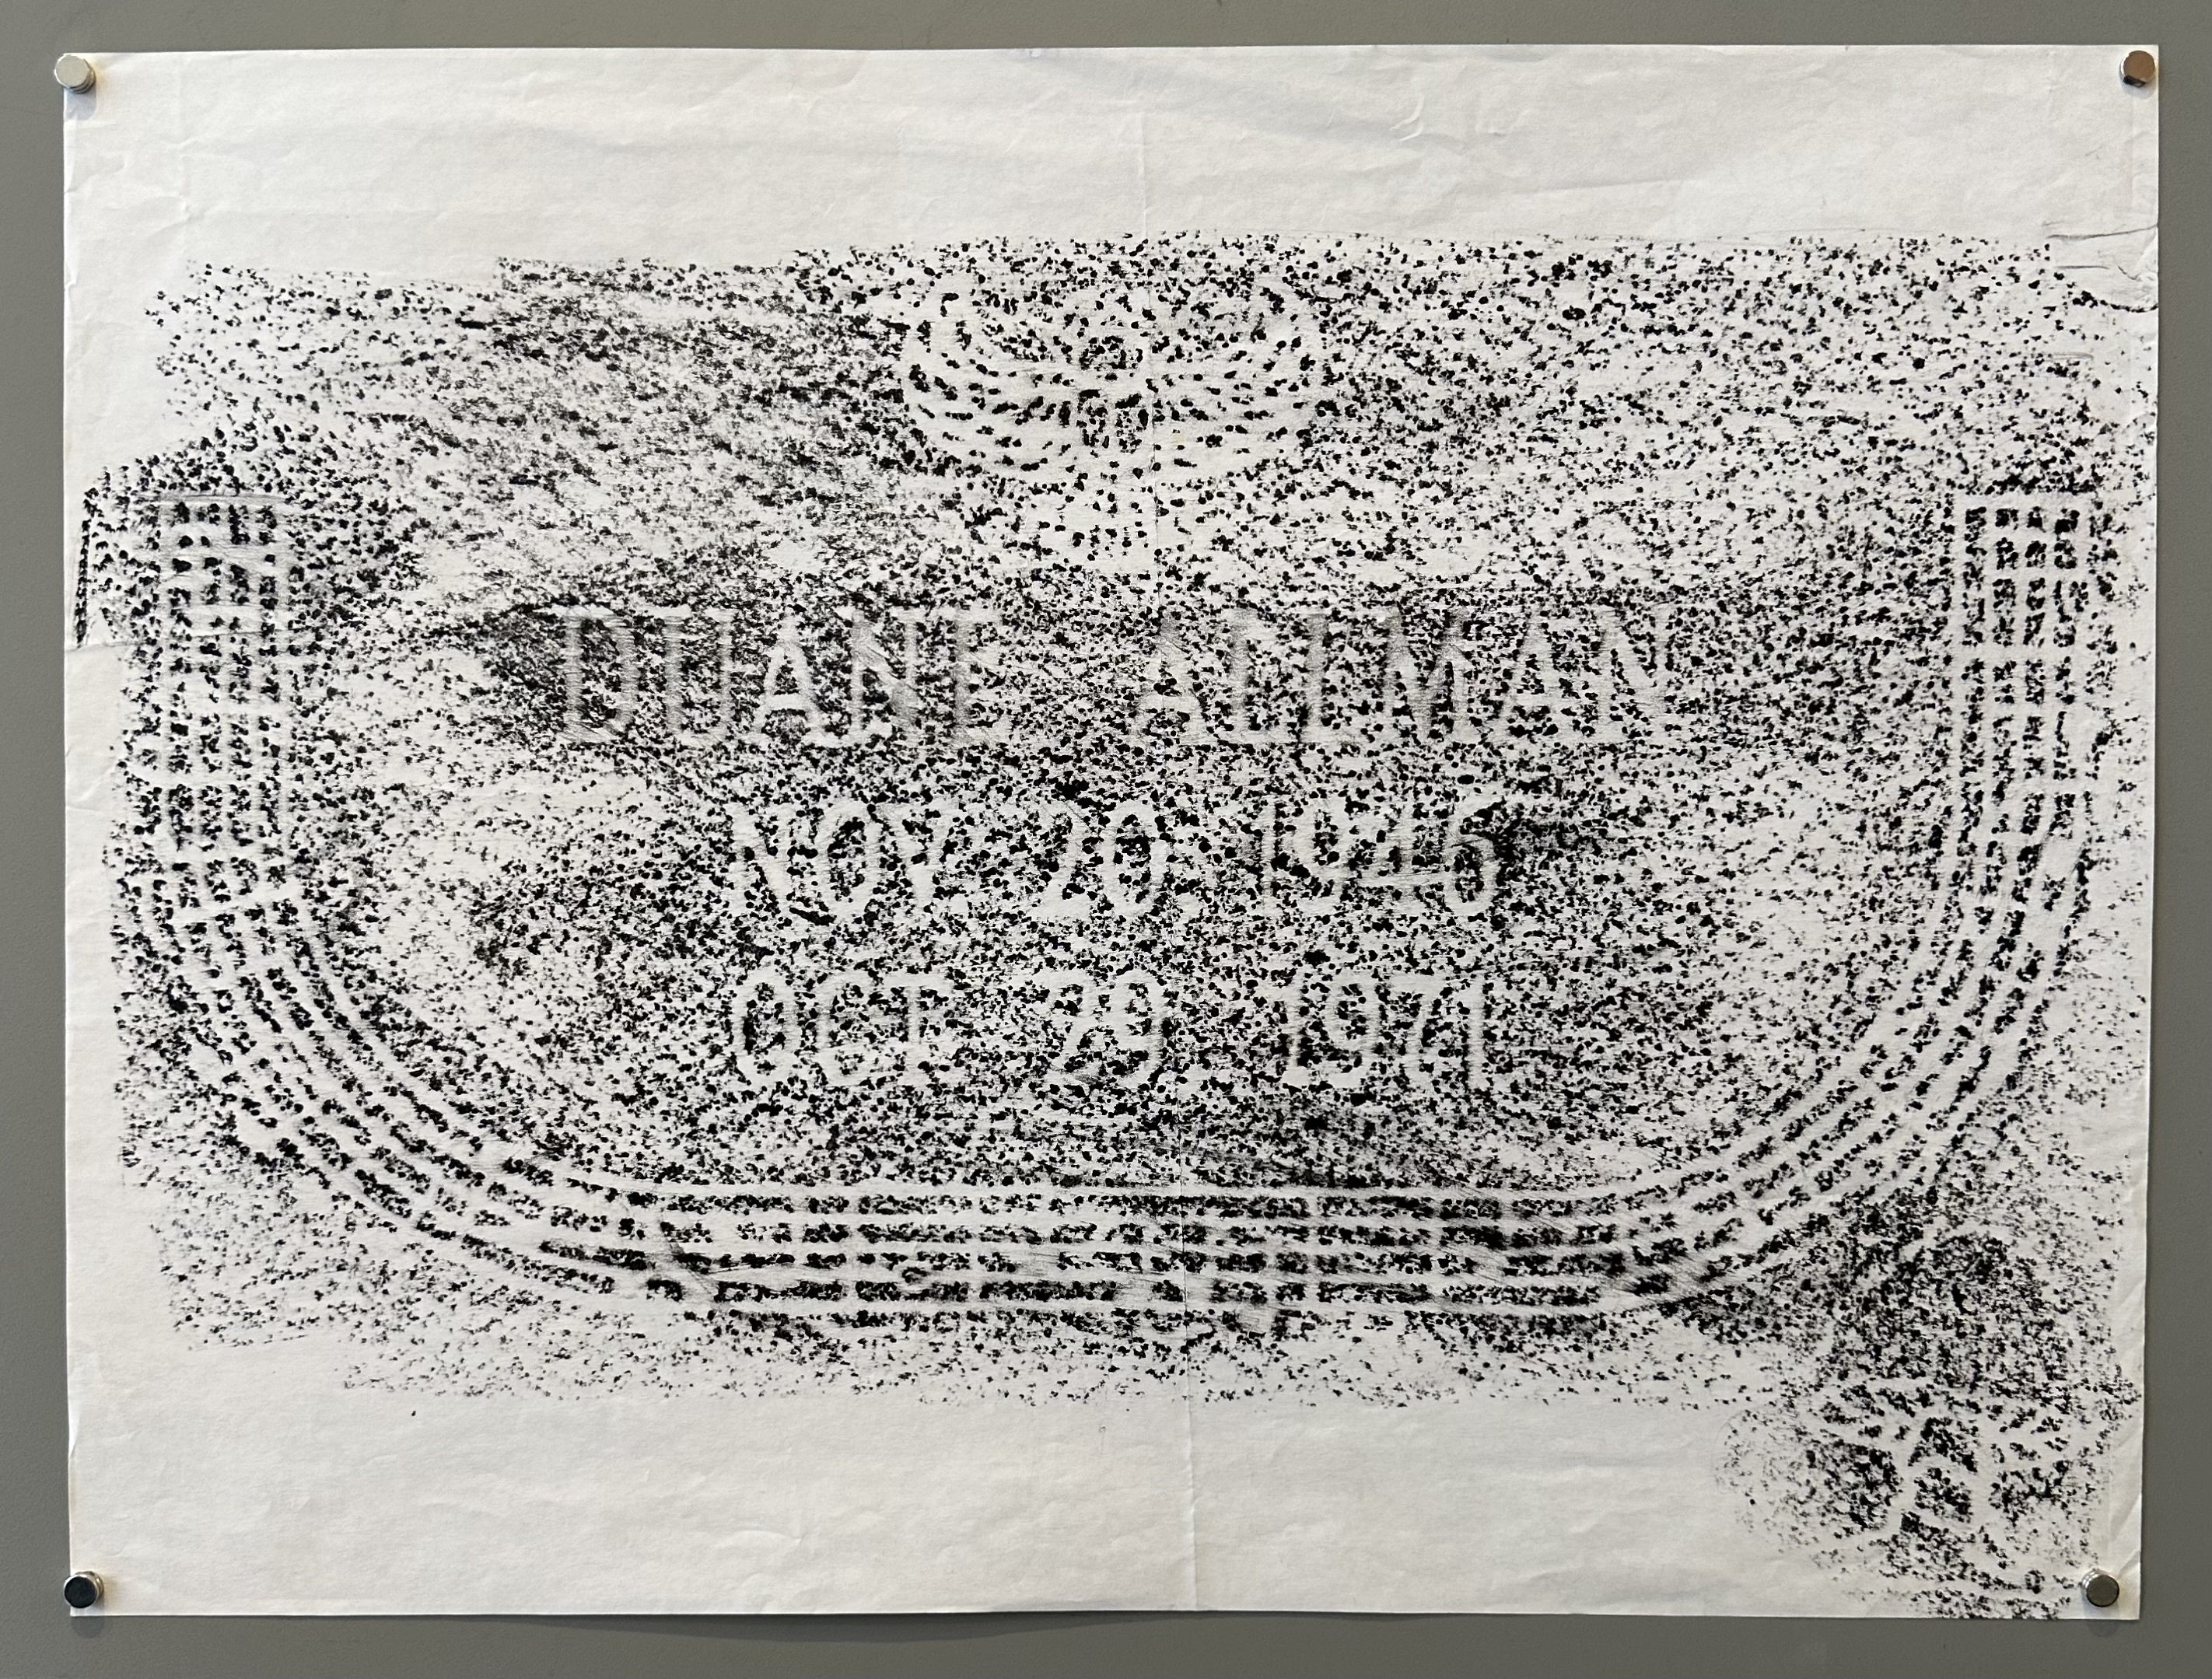 DUANE ALLMAN
NOV. 20, 1946
OCT. 29, 1971